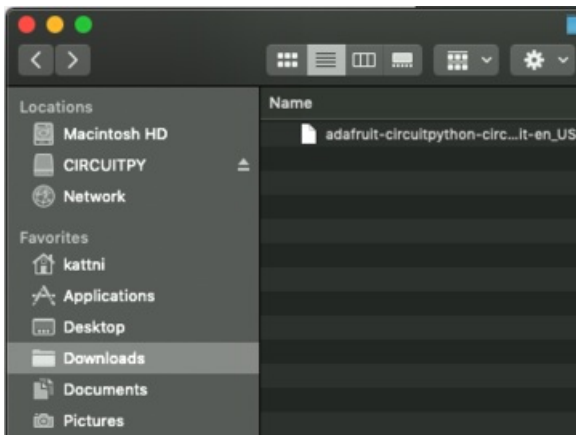 Locations
Macintosh HD
CIRCUITPY
Network
Favorites
kattni
Applications
Desktop
Downloads
Documents
Pictures
Name
adafruit-circuitpython-circ...it-en_US